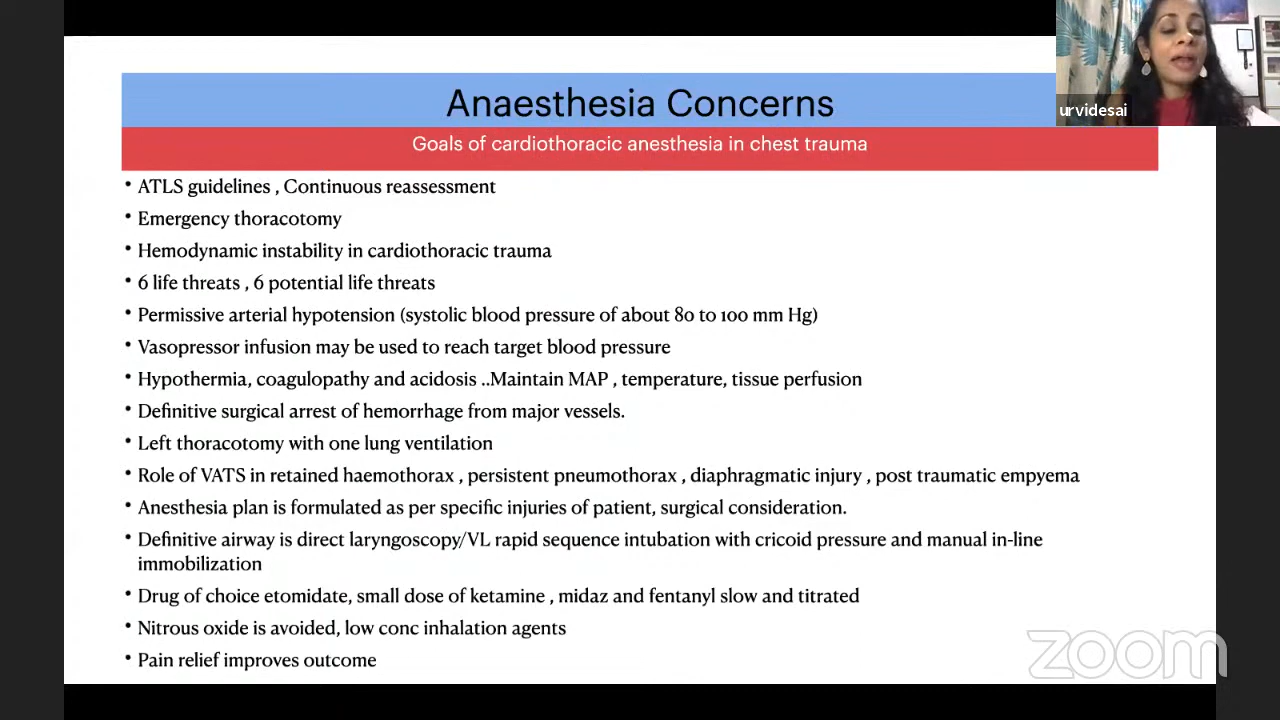 Anaesthesia Concerns
urvidesai
Goals of cardiothoracic anesthesia in chest trauma
• ATLS guidelines , Continuous reassessment
• Emergency thoracotomy
• Hemodynamic instability in cardiothoracic trauma
• 6 life threats , 6 potential life threats
• Permissive arterial hypotension (systolic blood pressure of about 80 to 100 mm Hg)
• Vasopressor infusion may be used to reach target blood pressure
• Hypothermia, coagulopathy and acidosis ..Maintain MAP , temperature, tissue perfusion
• Definitive surgical arrest of hemorrhage from major vessels.
• Left thoracotomy with one lung ventilation
• Role of VATS in retained haemothorax , persistent pneumothorax , diaphragmatic injury , post traumatic empyema
• Anesthesia plan is formulated as per specific injuries of patient, surgical consideration.
• Definitive airway is direct laryngoscopy/VL rapid sequence intubation with cricoid pressure and manual in-line
immobilization
• Drug of choice etomidate, small dose of ketamine , midaz and fentanyl slow and titrated
• Nitrous oxide is avoided, low conc inhalation agents
• Pain relief improves outcome
zoom